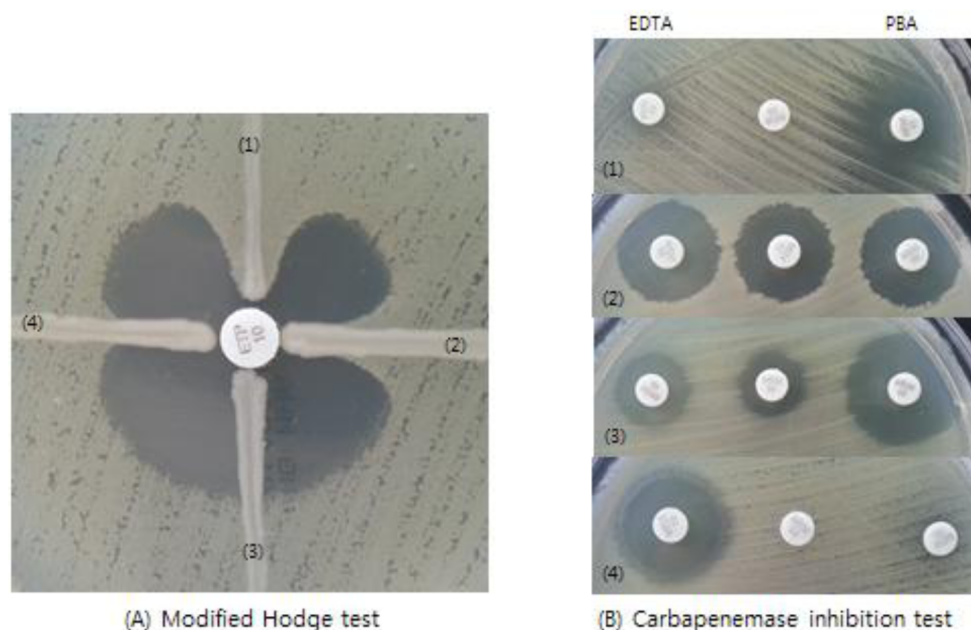 EDTA PBA
(1)
(1)
(2)
(4)
(2)
ETP
10
(3)
(3)
(4)
(A) Modified Hodge test
(B) Carbapenemase inhibition test